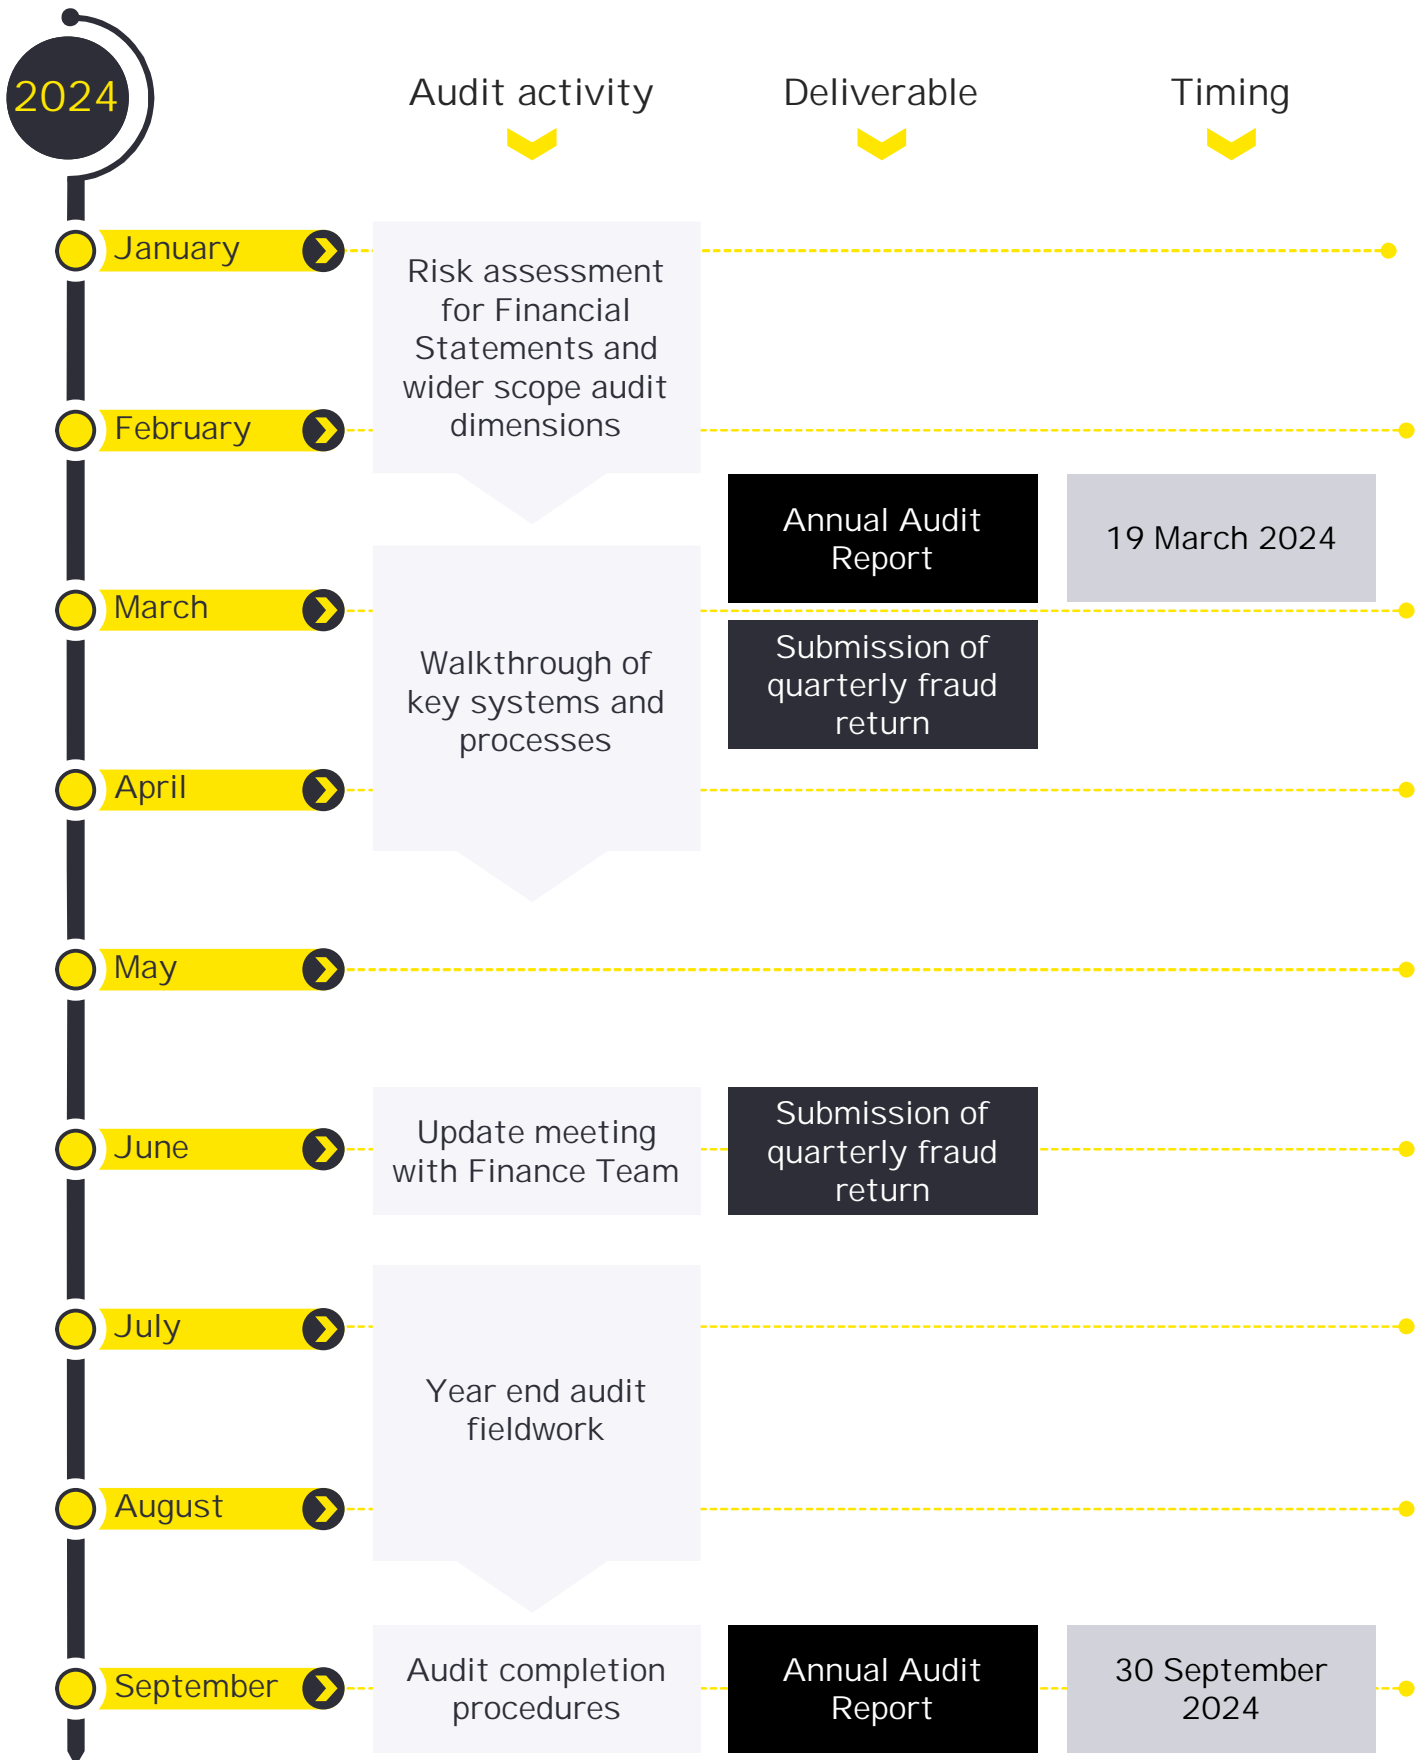 2024
Audit activity
Deliverable
Timing
January
Risk assessment
for Financial
Statements and
wider scope audit
dimensions
February
Annual Audit
Report
19 March 2024
March
Walkthrough of
key systems and
processes
Submission of
quarterly fraud
return
April
May
June
Update meeting
with Finance Team
Submission of
quarterly fraud
return
July
Year end audit
fieldwork
August
September
Audit completion
procedures
Annual Audit
Report
30 September
2024